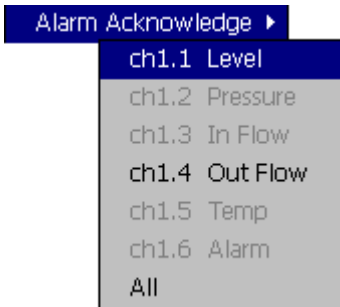 Alarm Acknowledge
ch1.1 Level
ch1.2 Pressure
ch1.3 In Flow
ch1.4 Out Flow
ch1.5 Temp
ch1.6 Alarm
All